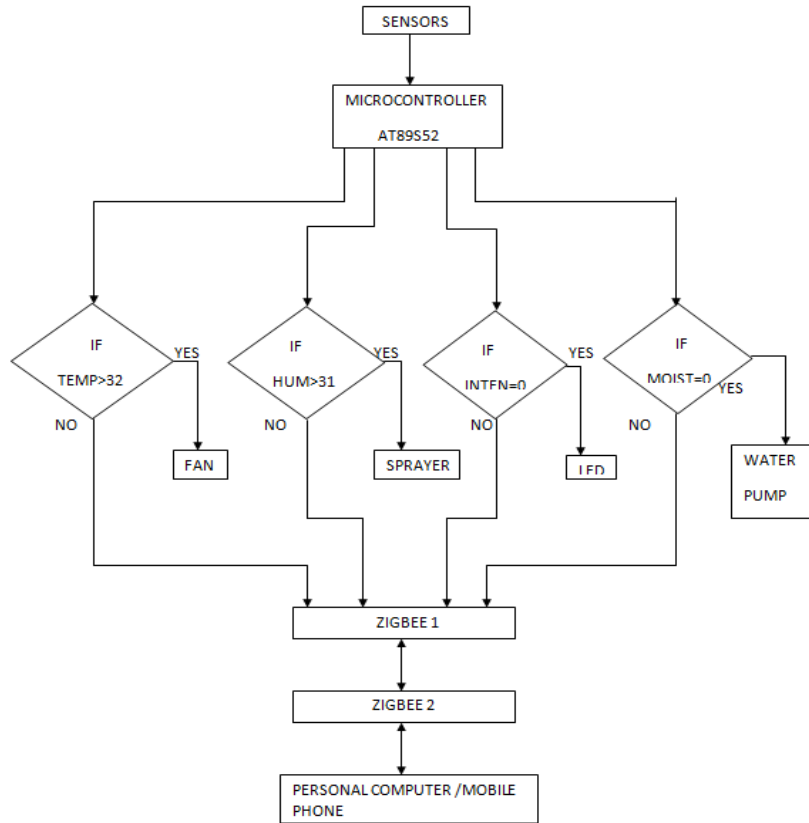 SENSORS
MICROCONTROLLER
AT89S52
IF
TEMP>32
YES
NO
IF
HUM>31
YES
NO
IF
INTEN=0
YES
NO
IF
MOIST=0
YES
NO
FAN
SPRAYER
LED
WATER
PUMP
ZIGBEE 1
ZIGBEE 2
PERSONAL COMPUTER /MOBILE
PHONE